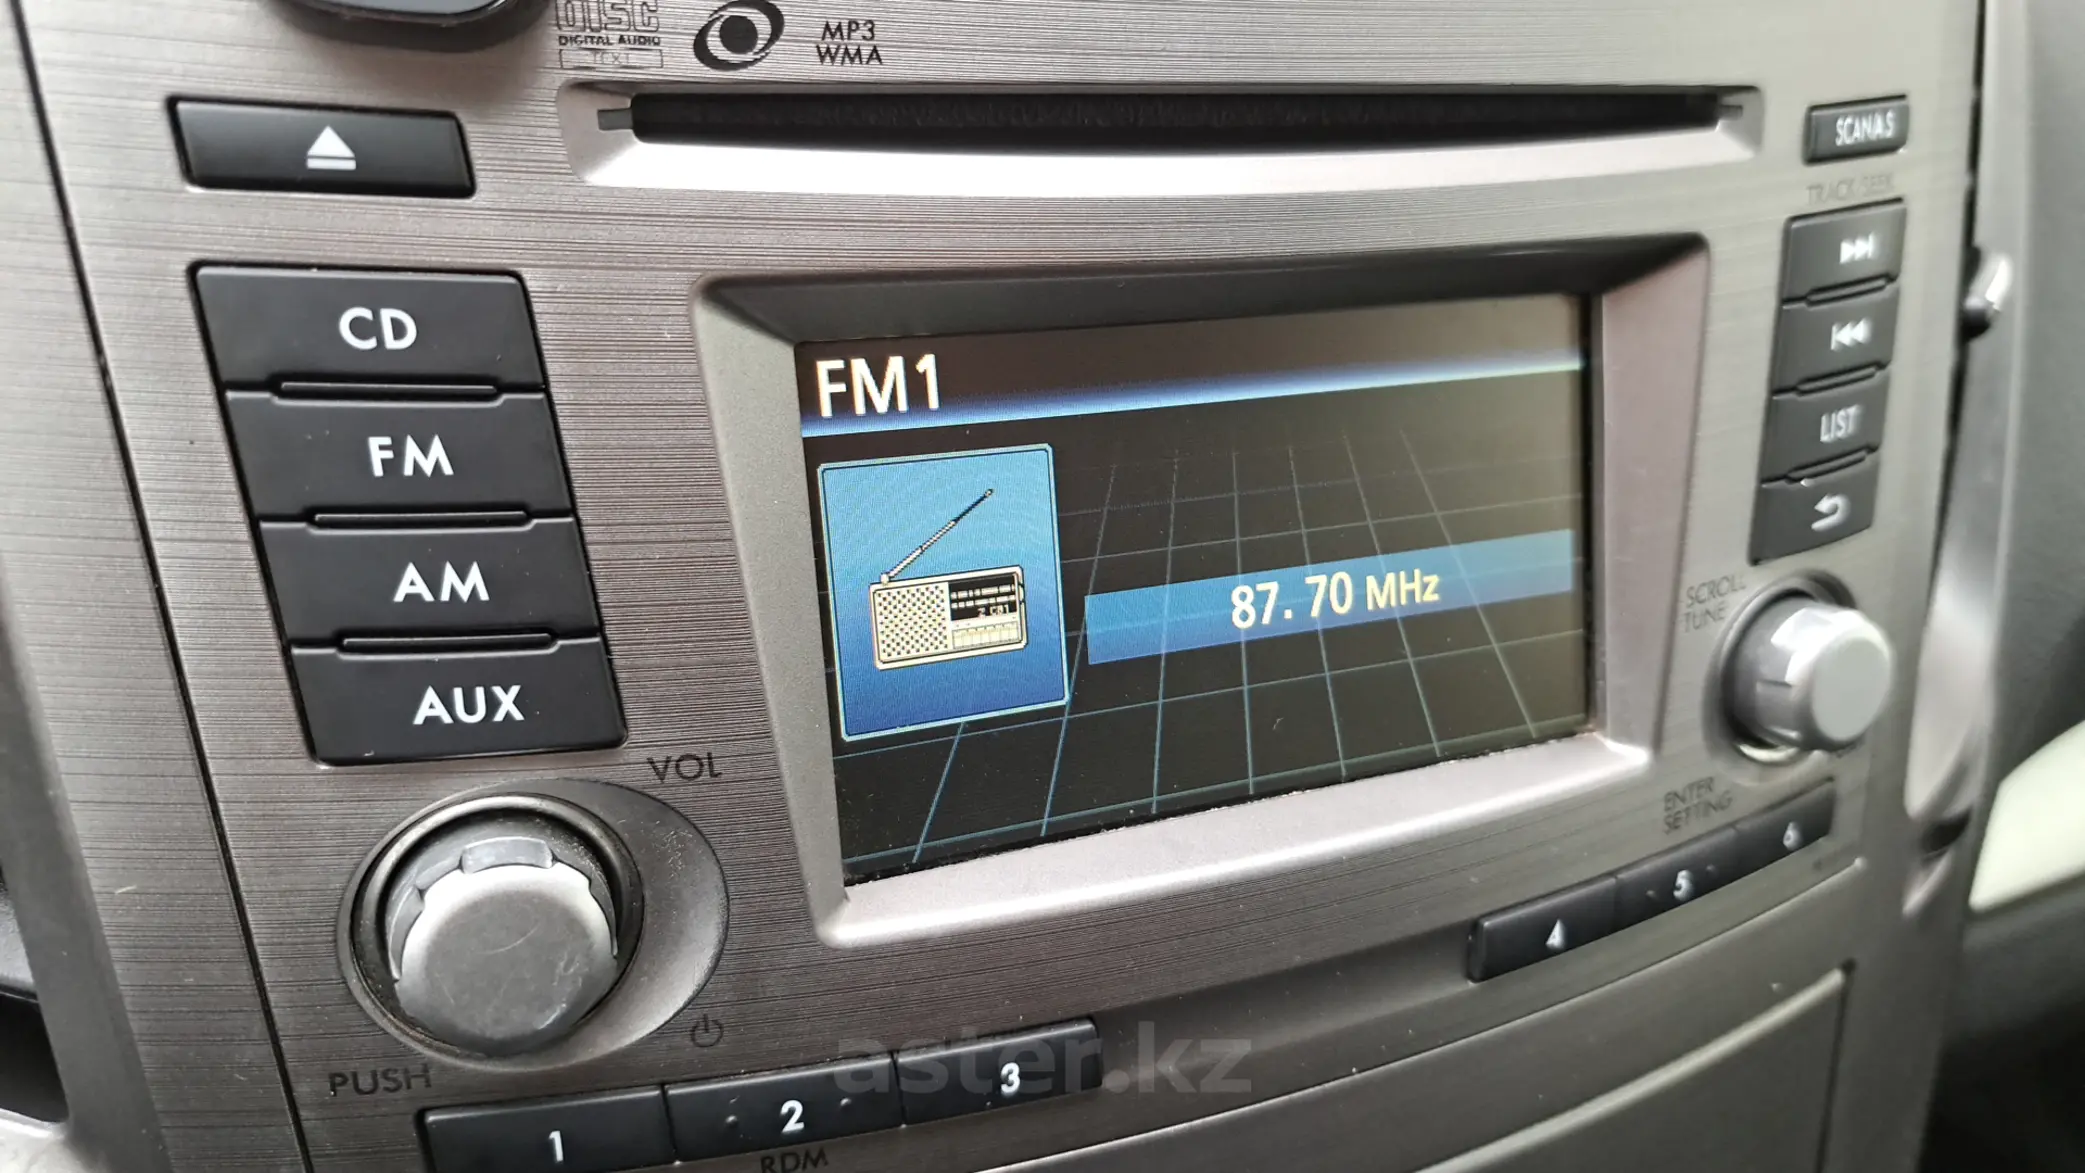 DISC
DIGITAL AUDIO
TEXT
MP3
WMA
SCAN/AS
TRACK/SEEK
CD
FM
AM
AUX
LIST
FM1
87.70 MHz
SCROLL
TUNE
VOL
ENTER
SETTING
PUSH
1
2
3
4
5
6
RDM
aster.kz